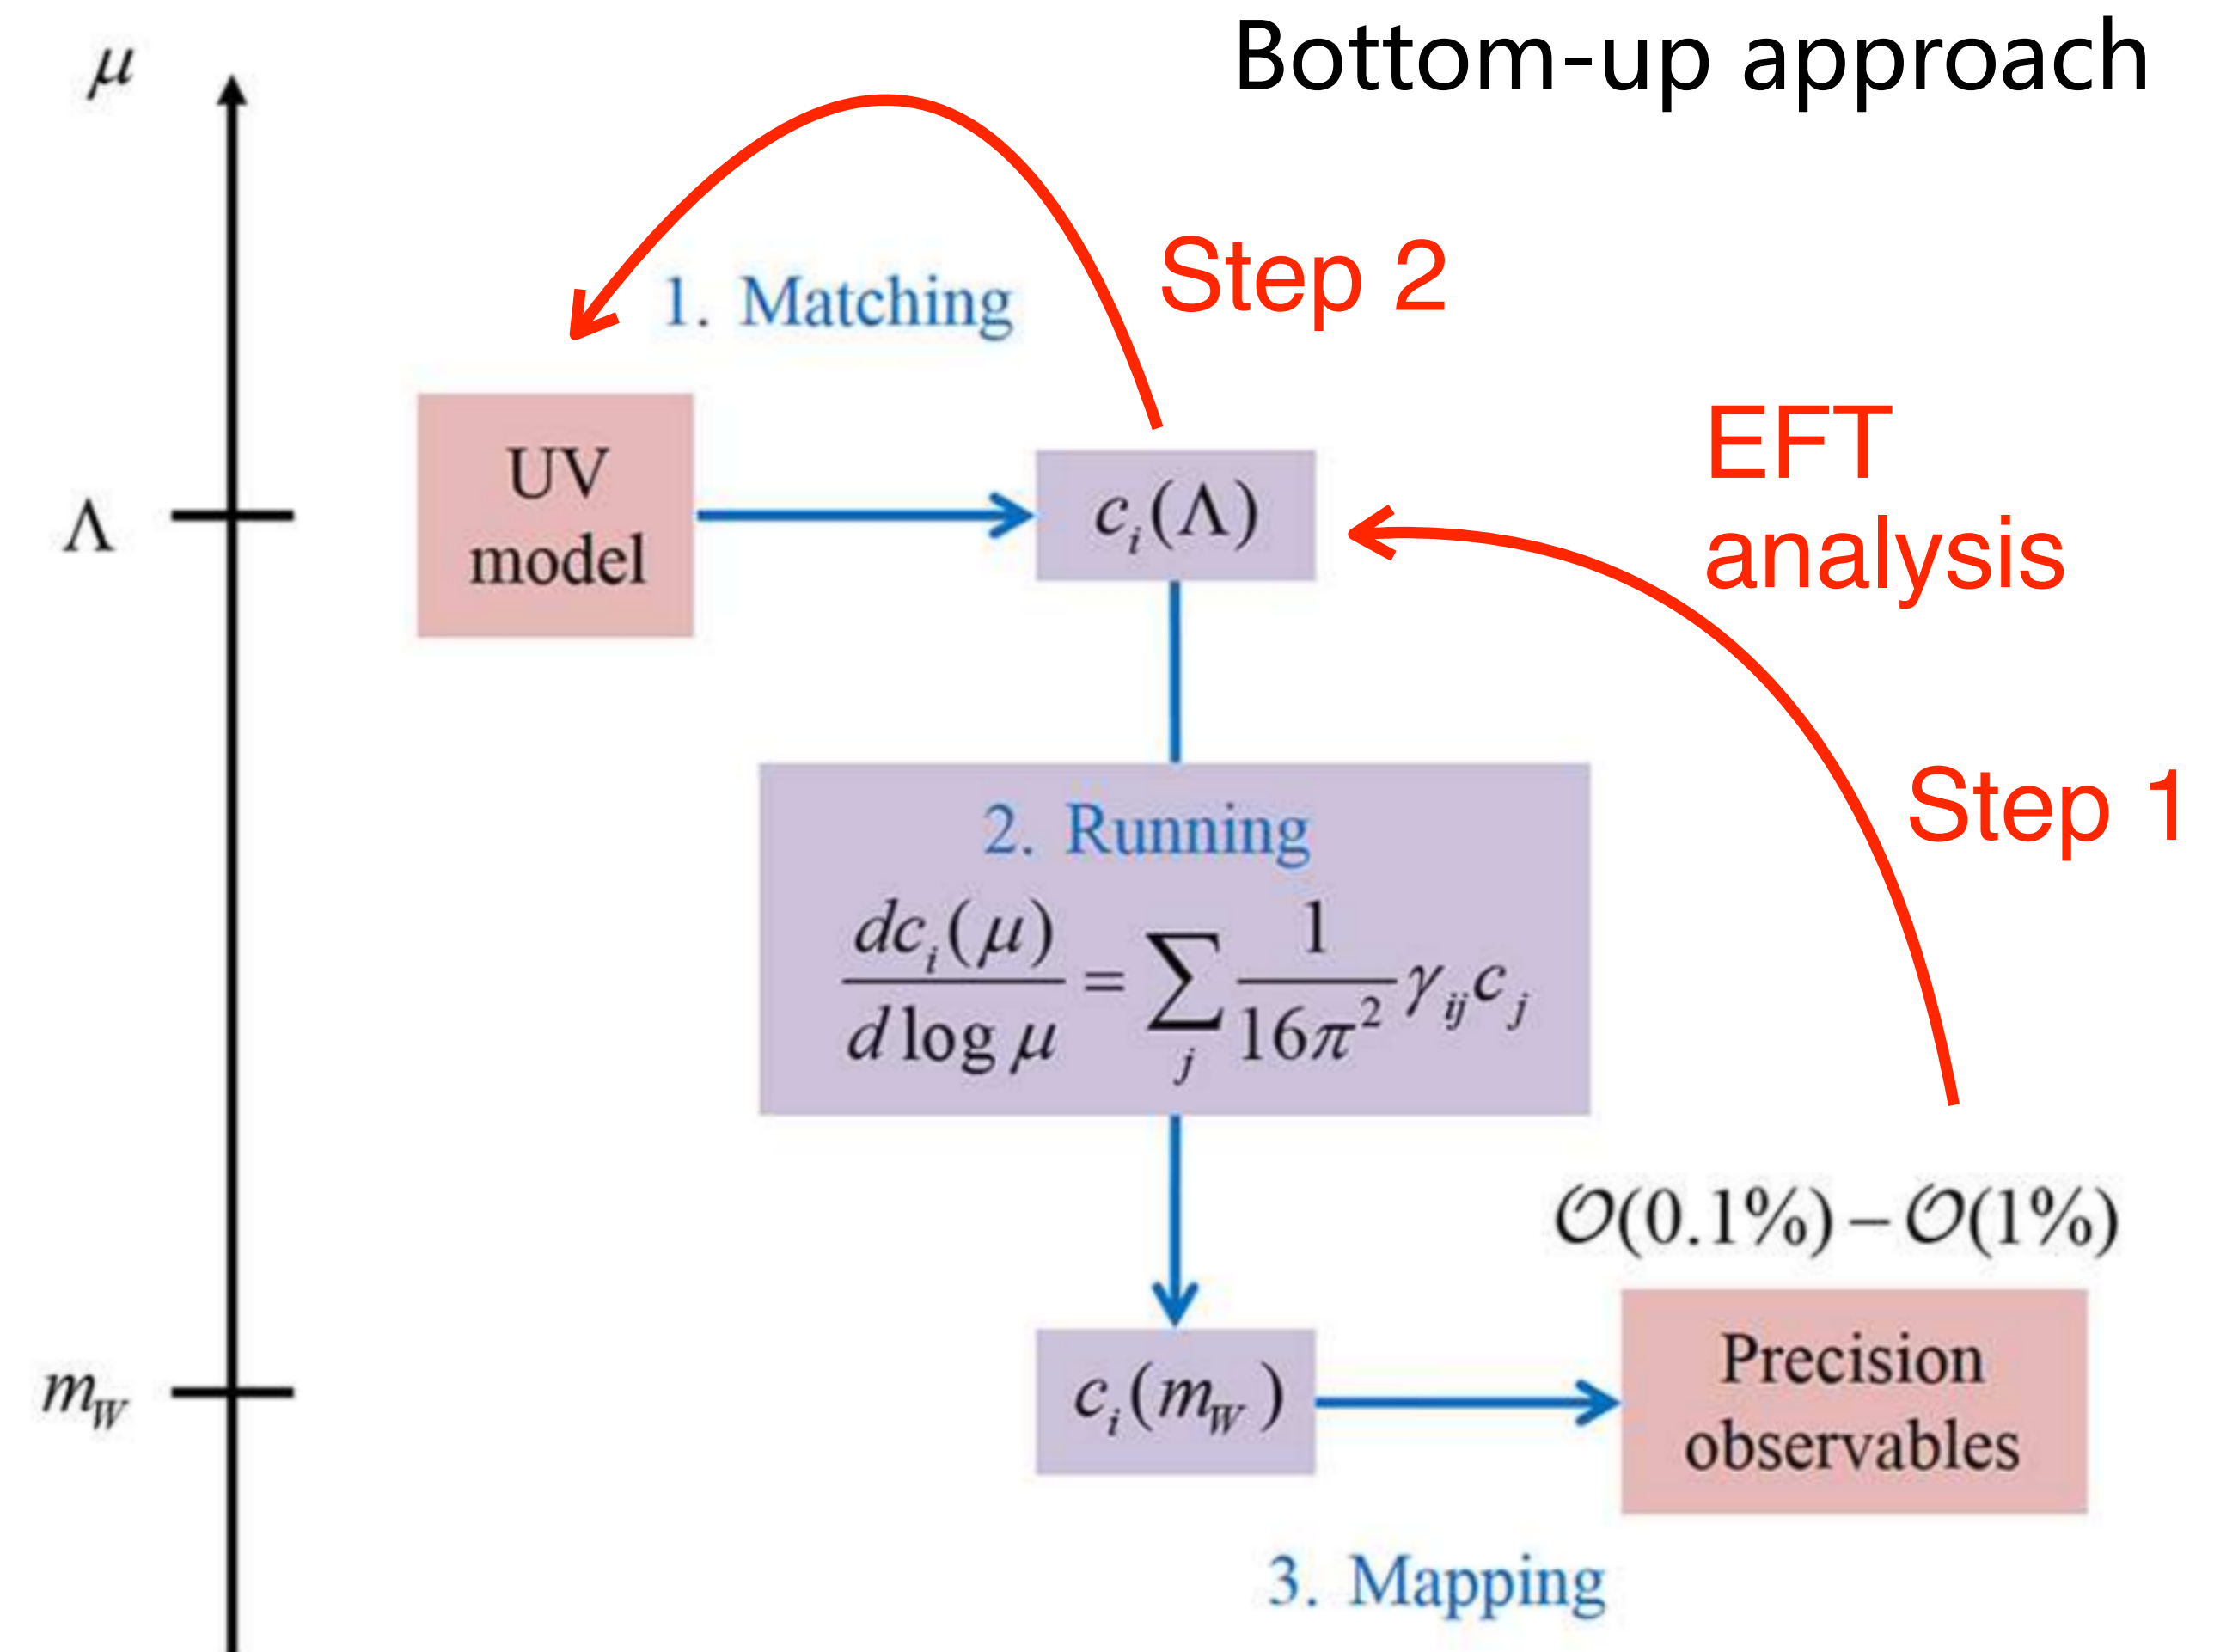 Bottom-up approach
μ
Step 2
1. Matching
EFT
analysis
UV
model
Λ
c_i(Λ)
Step 1
2. Running
dc_i(μ)/d log μ = ∑_j 1/16π² γ_ij c_j
𝒪(0.1%) – 𝒪(1%)
Precision
observables
m_W
c_i(m_W)
3. Mapping